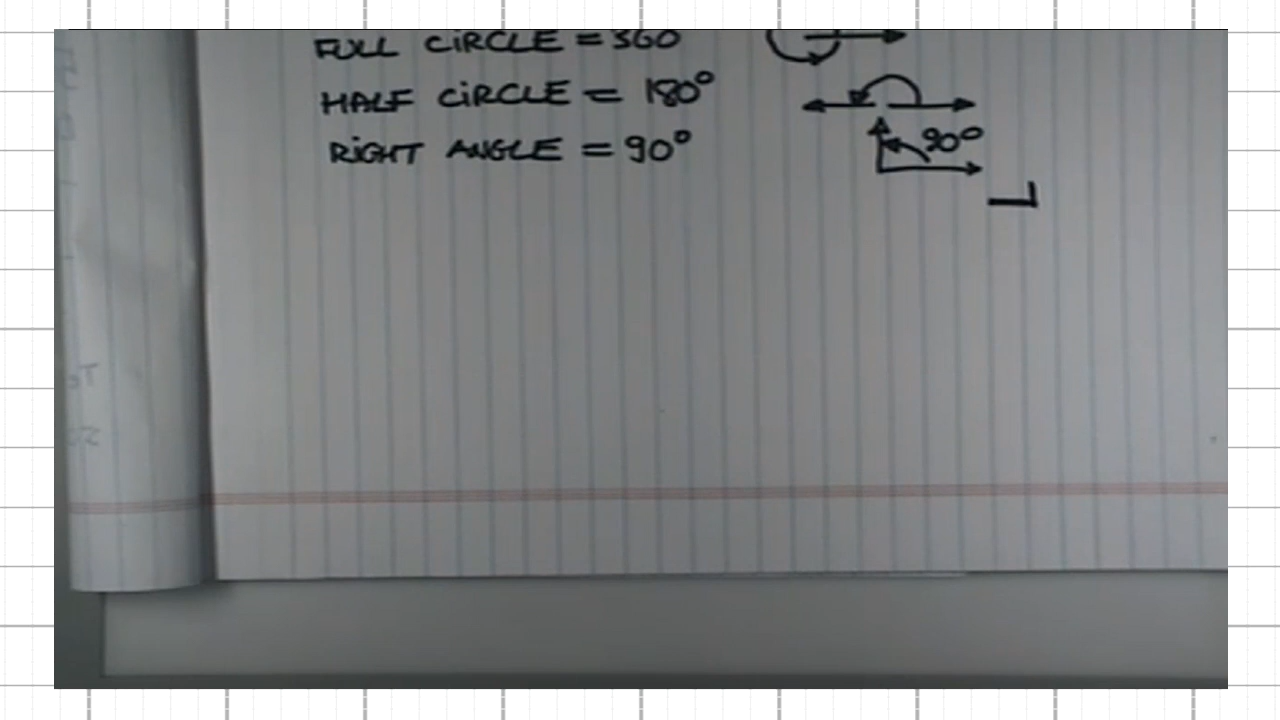 FULL CiRCLE = 360
HALF CiRCLE = 180°
RiGHT ANGLE = 90°
90°